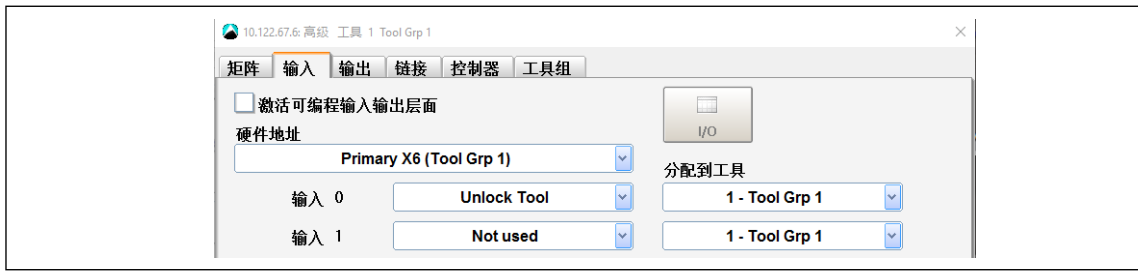 10.122.67.6: 高级 工具 1 Tool Grp 1
矩阵 输入 输出 链接 控制器 工具组
激活可编程输入输出层面
I/O
硬件地址
Primary X6 (Tool Grp 1)
分配到工具
输入 0 Unlock Tool 1 - Tool Grp 1
输入 1 Not used 1 - Tool Grp 1